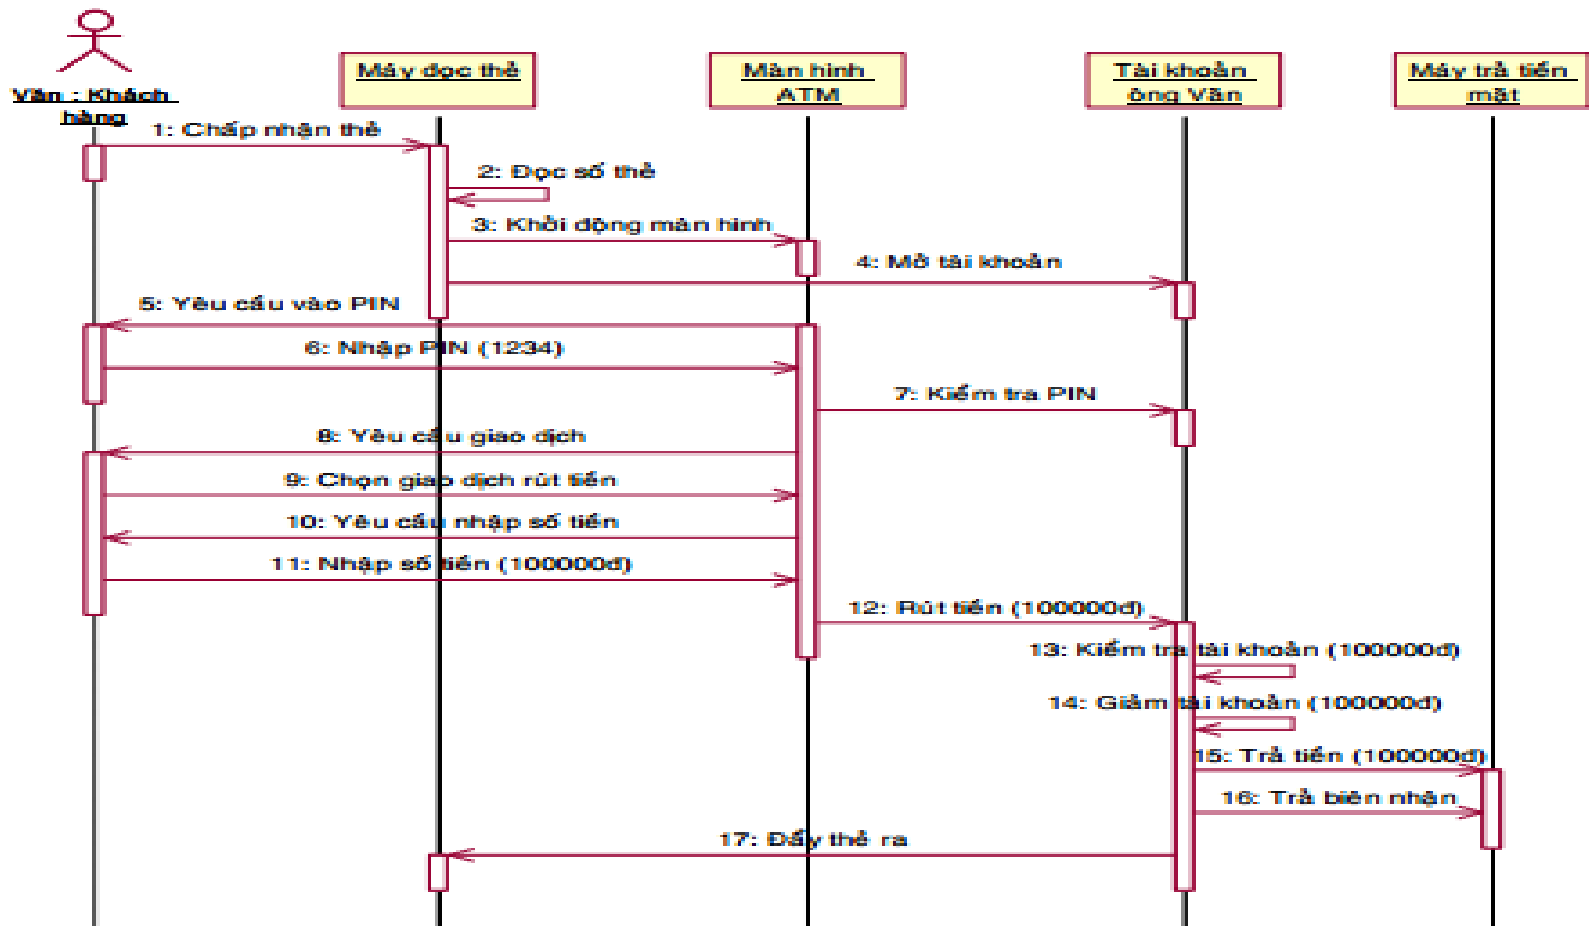 Văn : Khách
hàng
Máy đọc thẻ
Màn hình
ATM
Tài khoản
ông Văn
Máy trả tiền
mặt
1: Chấp nhận thẻ
2: Đọc số thẻ
3: Khởi động màn hình
4: Mở tài khoản
5: Yêu cầu vào PIN
6: Nhập PIN (1234)
7: Kiểm tra PIN
8: Yêu cầu giao dịch
9: Chọn giao dịch rút tiền
10: Yêu cầu nhập số tiền
11: Nhập số tiền (100000đ)
12: Rút tiền (100000đ)
13: Kiểm tra tài khoản (100000đ)
14: Giảm tài khoản (100000đ)
15: Trả tiền (100000đ)
16: Trả biên nhận
17: Đẩy thẻ ra